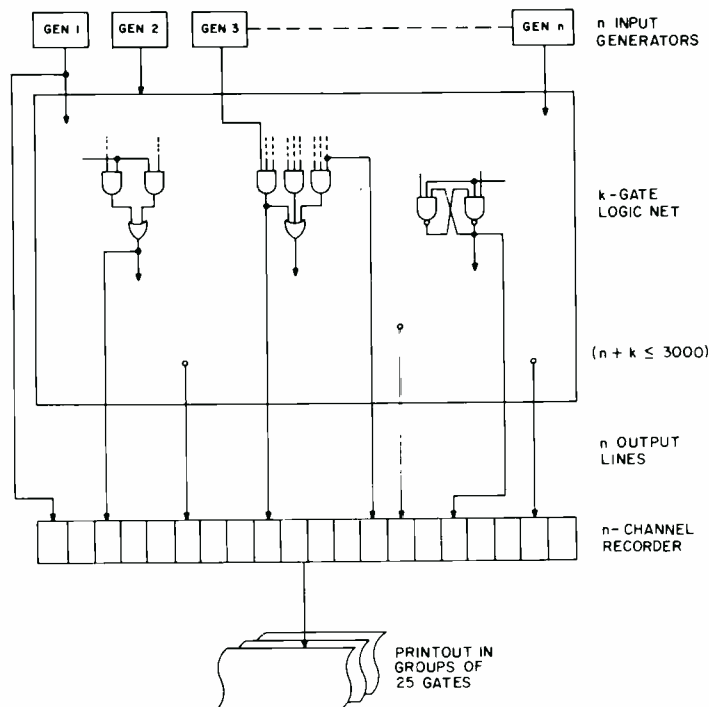 GEN 1
GEN 2
GEN 3
GEN n
n INPUT
GENERATORS
k-GATE
LOGIC NET
(n + k ≤ 3000)
n OUTPUT
LINES
n-CHANNEL
RECORDER
PRINTOUT IN
GROUPS OF
25 GATES